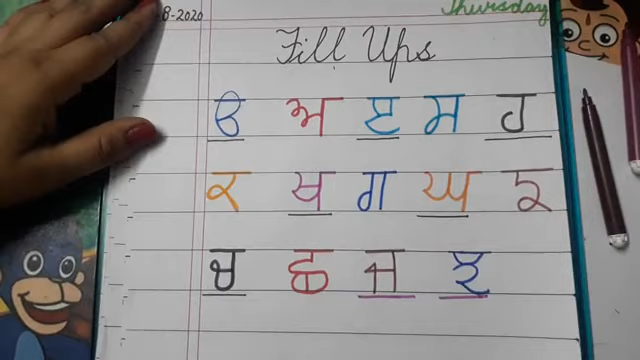 8-2020
Thursday
Fill Ups
ੳ ਅ ੲ ਸ ਹ
ਕ ਖ ਗ ਘ ਙ
ਚ ਛ ਜ ਞ